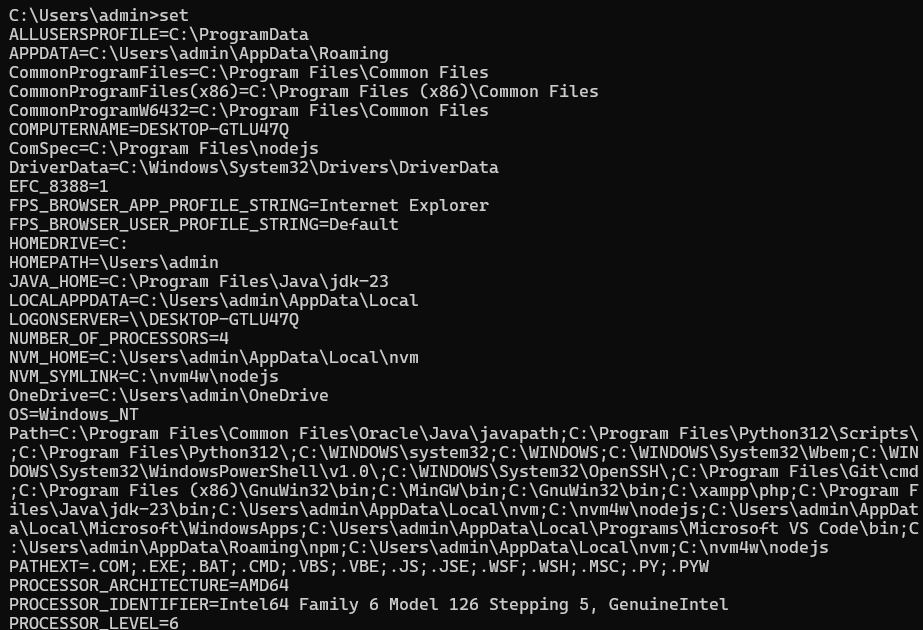 C:\Users\admin>set
ALLUSERSPROFILE=C:\ProgramData
APPDATA=C:\Users\admin\AppData\Roaming
CommonProgramFiles=C:\Program Files\Common Files
CommonProgramFiles(x86)=C:\Program Files (x86)\Common Files
CommonProgramW6432=C:\Program Files\Common Files
COMPUTERNAME=DESKTOP-GTLU47Q
ComSpec=C:\Program Files\nodejs
DriverData=C:\Windows\System32\Drivers\DriverData
EFC_8388=1
FPS_BROWSER_APP_PROFILE_STRING=Internet Explorer
FPS_BROWSER_USER_PROFILE_STRING=Default
HOMEDRIVE=C:
HOMEPATH=\Users\admin
JAVA_HOME=C:\Program Files\Java\jdk-23
LOCALAPPDATA=C:\Users\admin\AppData\Local
LOGONSERVER=\\DESKTOP-GTLU47Q
NUMBER_OF_PROCESSORS=4
NVM_HOME=C:\Users\admin\AppData\Local\nvm
NVM_SYMLINK=C:\nvm4w\nodejs
OneDrive=C:\Users\admin\OneDrive
OS=Windows_NT
Path=C:\Program Files\Common Files\Oracle\Java\javapath;C:\Program Files\Python312\Scripts\
;C:\Program Files\Python312\;C:\WINDOWS\system32;C:\WINDOWS;C:\WINDOWS\System32\Wbem;C:\WIN
DOWS\System32\WindowsPowerShell\v1.0\;C:\WINDOWS\System32\OpenSSH\;C:\Program Files\Git\cmd
;C:\Program Files (x86)\GnuWin32\bin;C:\MinGW\bin;C:\GnuWin32\bin;C:\xampp\php;C:\Program F
iles\Java\jdk-23\bin;C:\Users\admin\AppData\Local\nvm;C:\nvm4w\nodejs;C:\Users\admin\AppDat
a\Local\Microsoft\WindowsApps;C:\Users\admin\AppData\Local\Programs\Microsoft VS Code\bin;C
:\Users\admin\AppData\Roaming\npm;C:\Users\admin\AppData\Local\nvm;C:\nvm4w\nodejs
PATHEXT=.COM;.EXE;.BAT;.CMD;.VBS;.VBE;.JS;.JSE;.WSF;.WSH;.MSC;.PY;.PYW
PROCESSOR_ARCHITECTURE=AMD64
PROCESSOR_IDENTIFIER=Intel64 Family 6 Model 126 Stepping 5, GenuineIntel
PROCESSOR_LEVEL=6